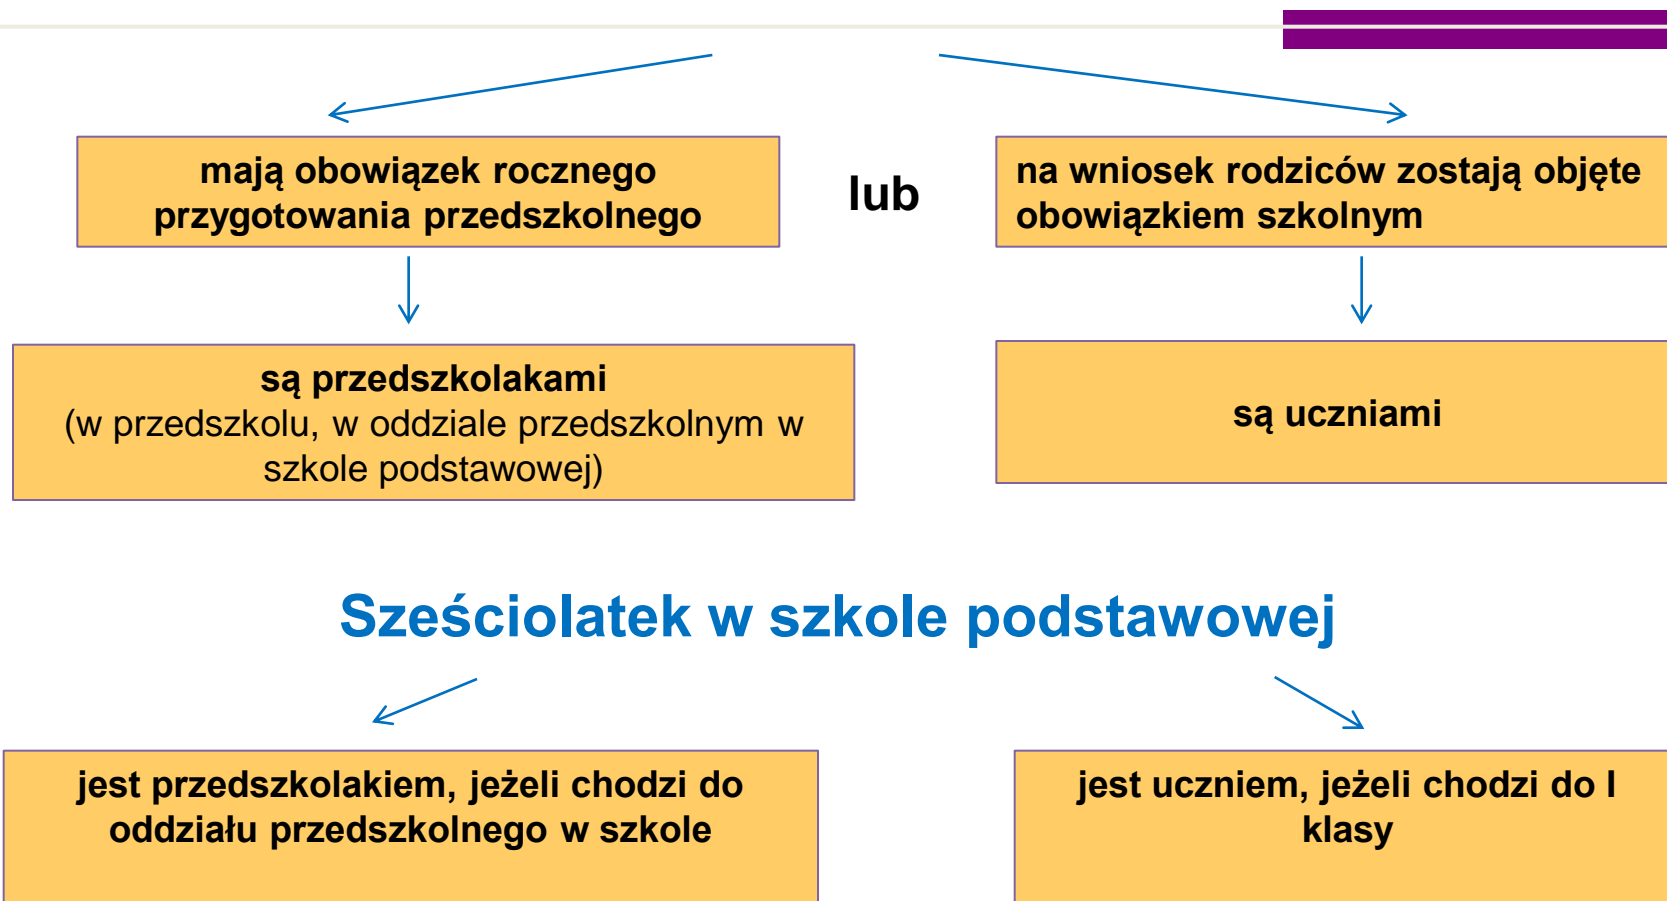 mają obowiązek rocznego
przygotowania przedszkolnego
lub
na wniosek rodziców zostają objęte
obowiązkiem szkolnym
są przedszkolakami
(w przedszkolu, w oddziale przedszkolnym w
szkole podstawowej)
są uczniami
Sześciolatek w szkole podstawowej
jest przedszkolakiem, jeżeli chodzi do
oddziału przedszkolnego w szkole
jest uczniem, jeżeli chodzi do I
klasy